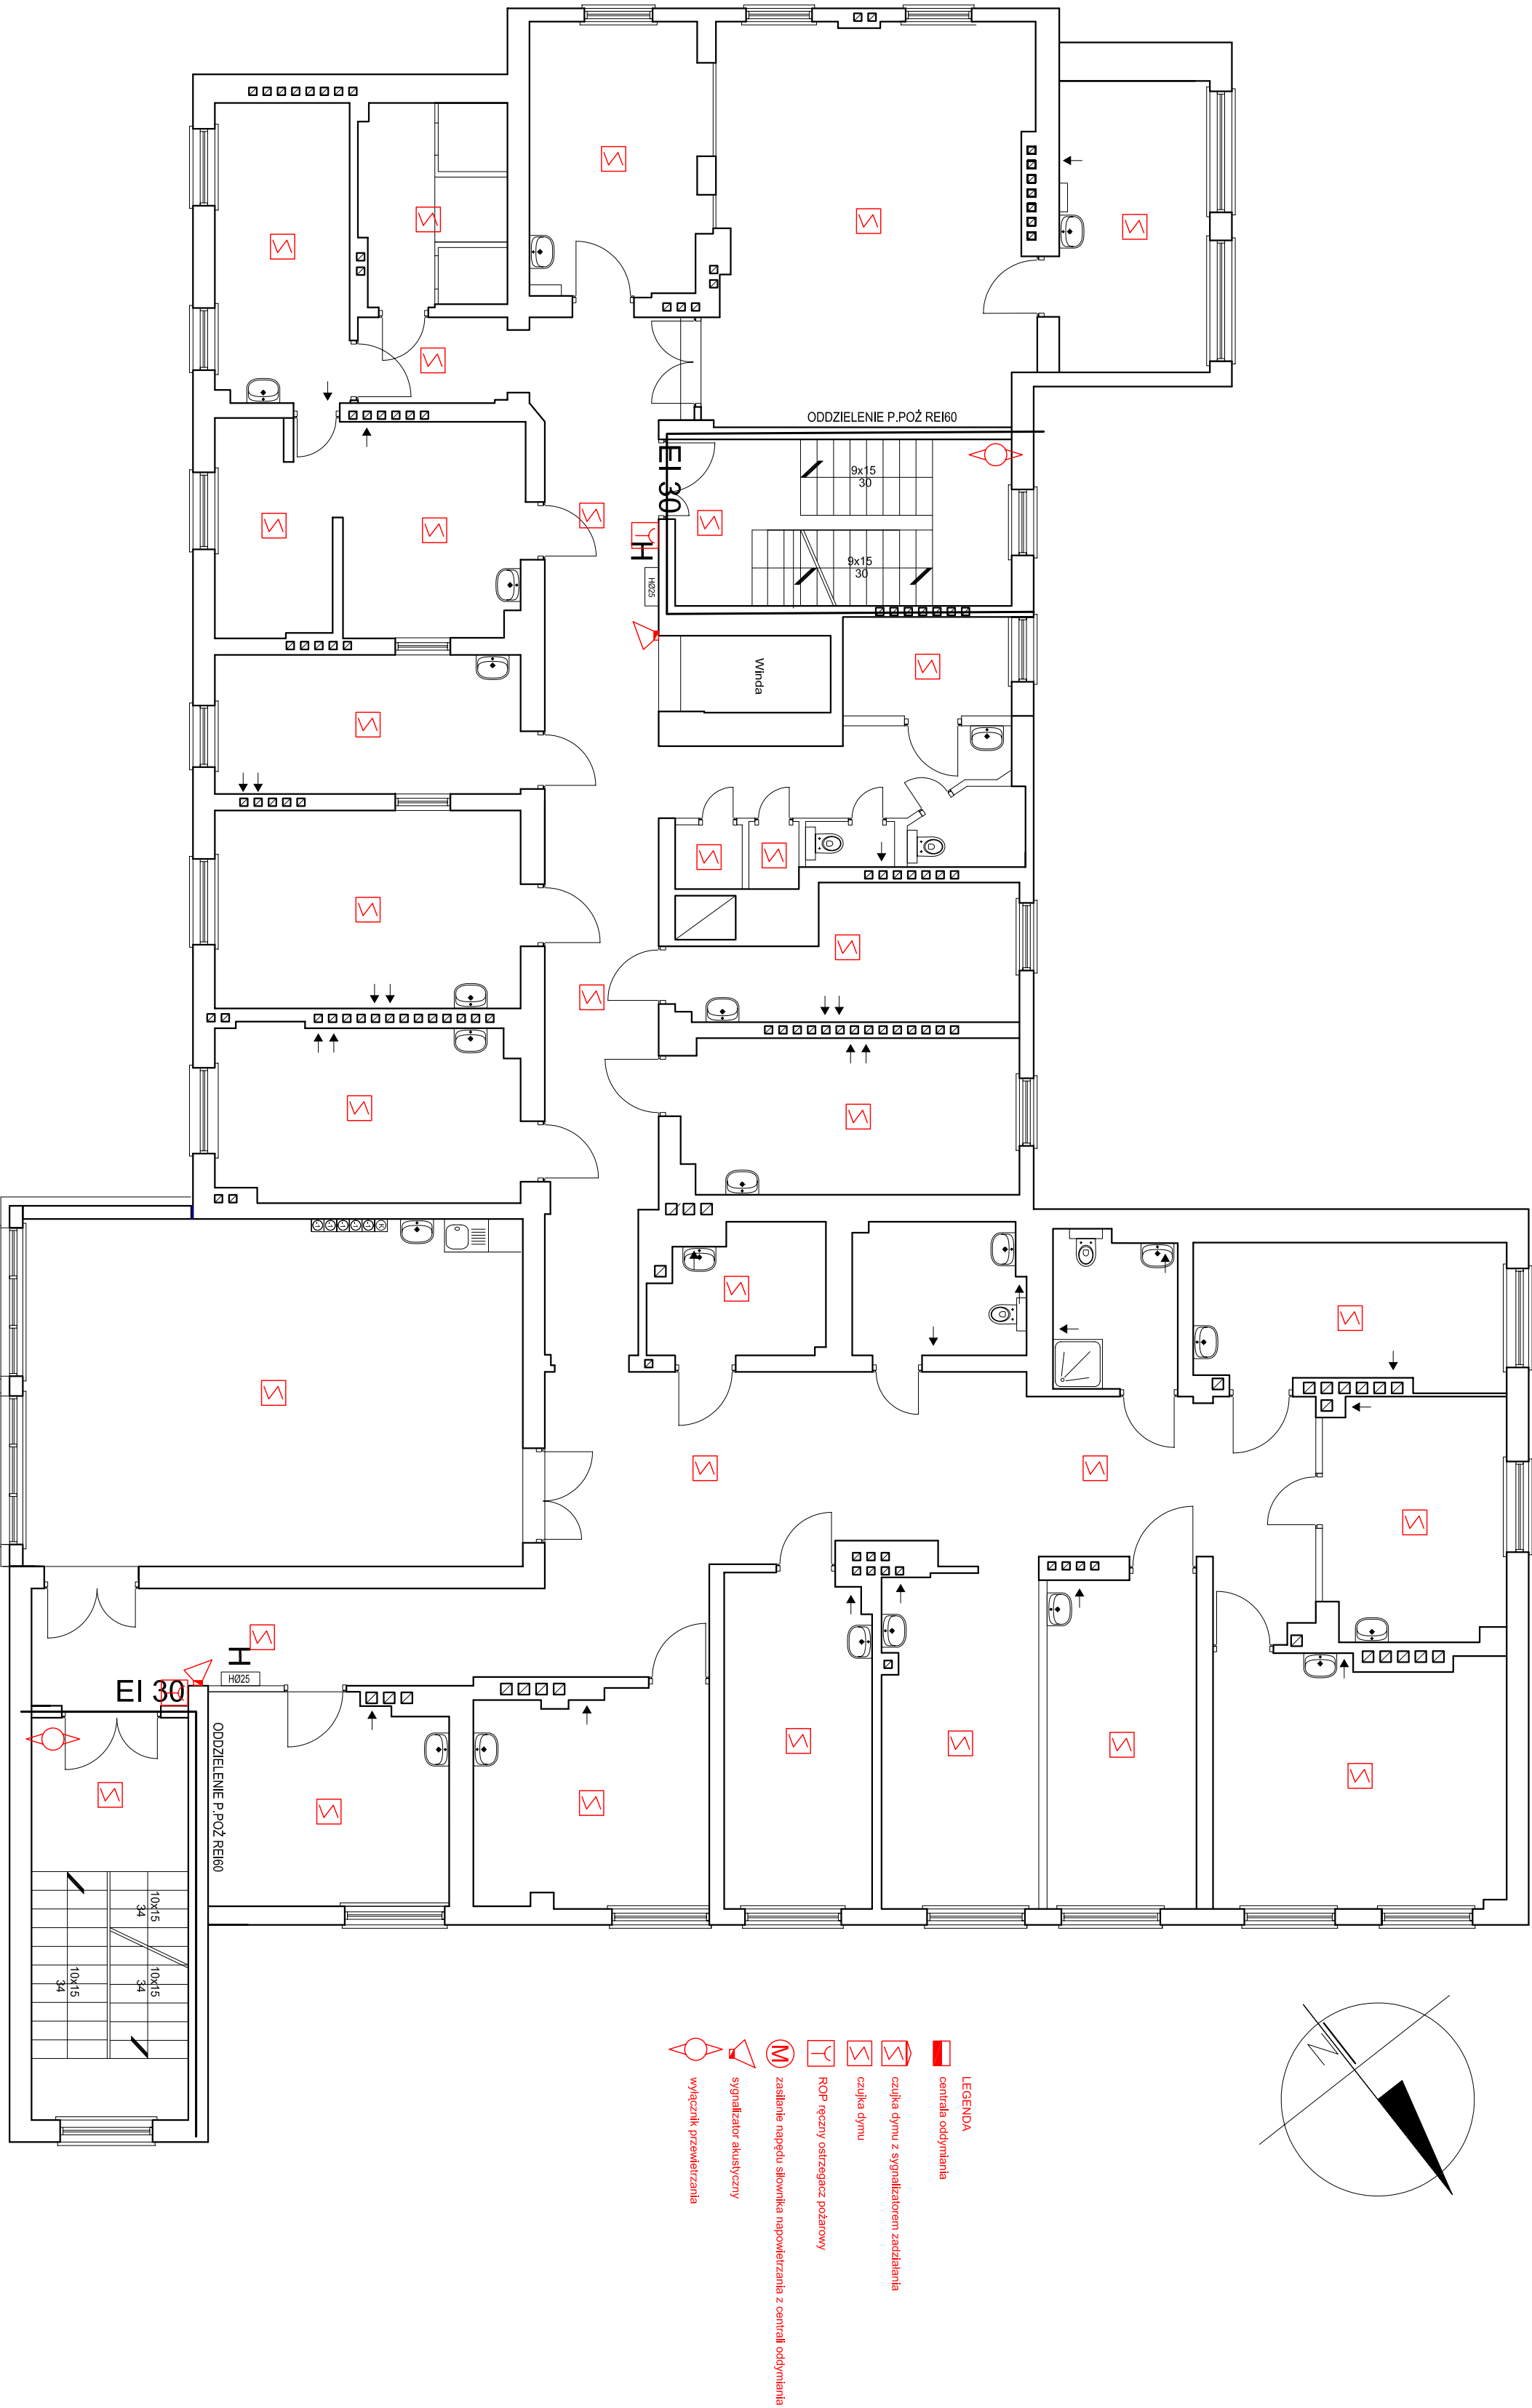 ODDZIELENIE P.POŻ REI60
EI 30
9x15
30
9x15
30
H
HØ25
Winda
H
HØ25
EI 30
ODDZIELENIE P.POŻ REI60
10x15
34
10x15
34
10x15
34
N
LEGENDA
centrala oddymiania
czujka dymu z sygnalizatorem zadziałania
czujka dymu
ROP ręczny ostrzegacz pożarowy
M zasilanie napędu siłownika napowietrzania z centrali oddymiania
sygnalizator akustyczny
wyłącznik przewietrzania